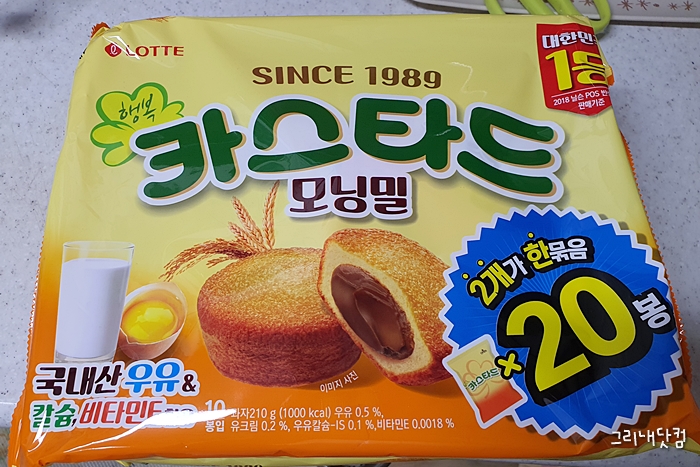 LOTTE
SINCE 1989
행복
카스타드
모닝밀
대한민
1등
2018 닐슨 POS
판매기준
2개가 한묶음
×20봉
카스타드
이미지 사진
국내산 우유&
칼슘, 비타민E
10
봉입
과자210 g (1000 kcal) 우유 0.5 %,
유크림 0.2 %, 우유칼슘-IS 0.1 %, 비타민E 0.0018 %
그리내닷컴